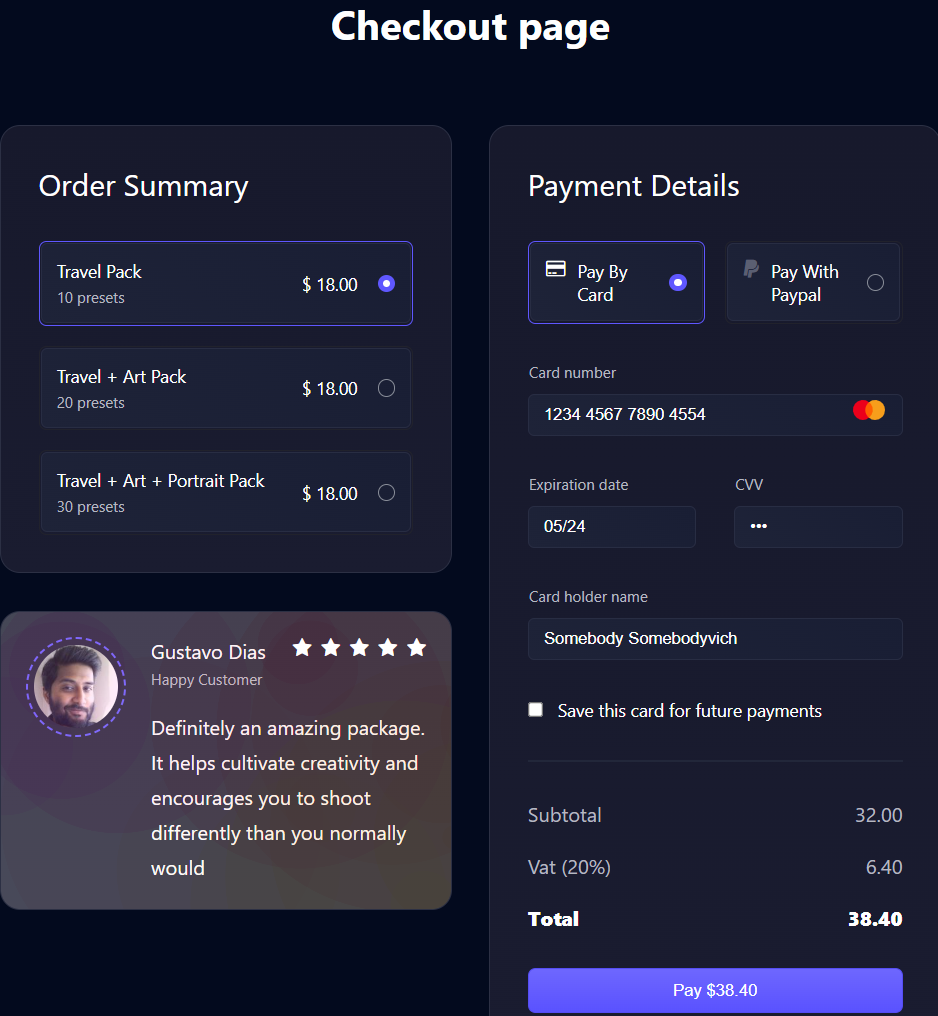 Checkout page
Order Summary
Travel Pack
10 presets
$ 18.00
Travel + Art Pack
20 presets
$ 18.00
Travel + Art + Portrait Pack
30 presets
$ 18.00
Gustavo Dias
Happy Customer
Definitely an amazing package.
It helps cultivate creativity and
encourages you to shoot
differently than you normally
would
Payment Details
Pay By
Card
Pay With
Paypal
Card number
1234 4567 7890 4554
Expiration date
05/24
CVV
•••
Card holder name
Somebody Somebodyvich
Save this card for future payments
Subtotal 32.00
Vat (20%) 6.40
Total 38.40
Pay $38.40